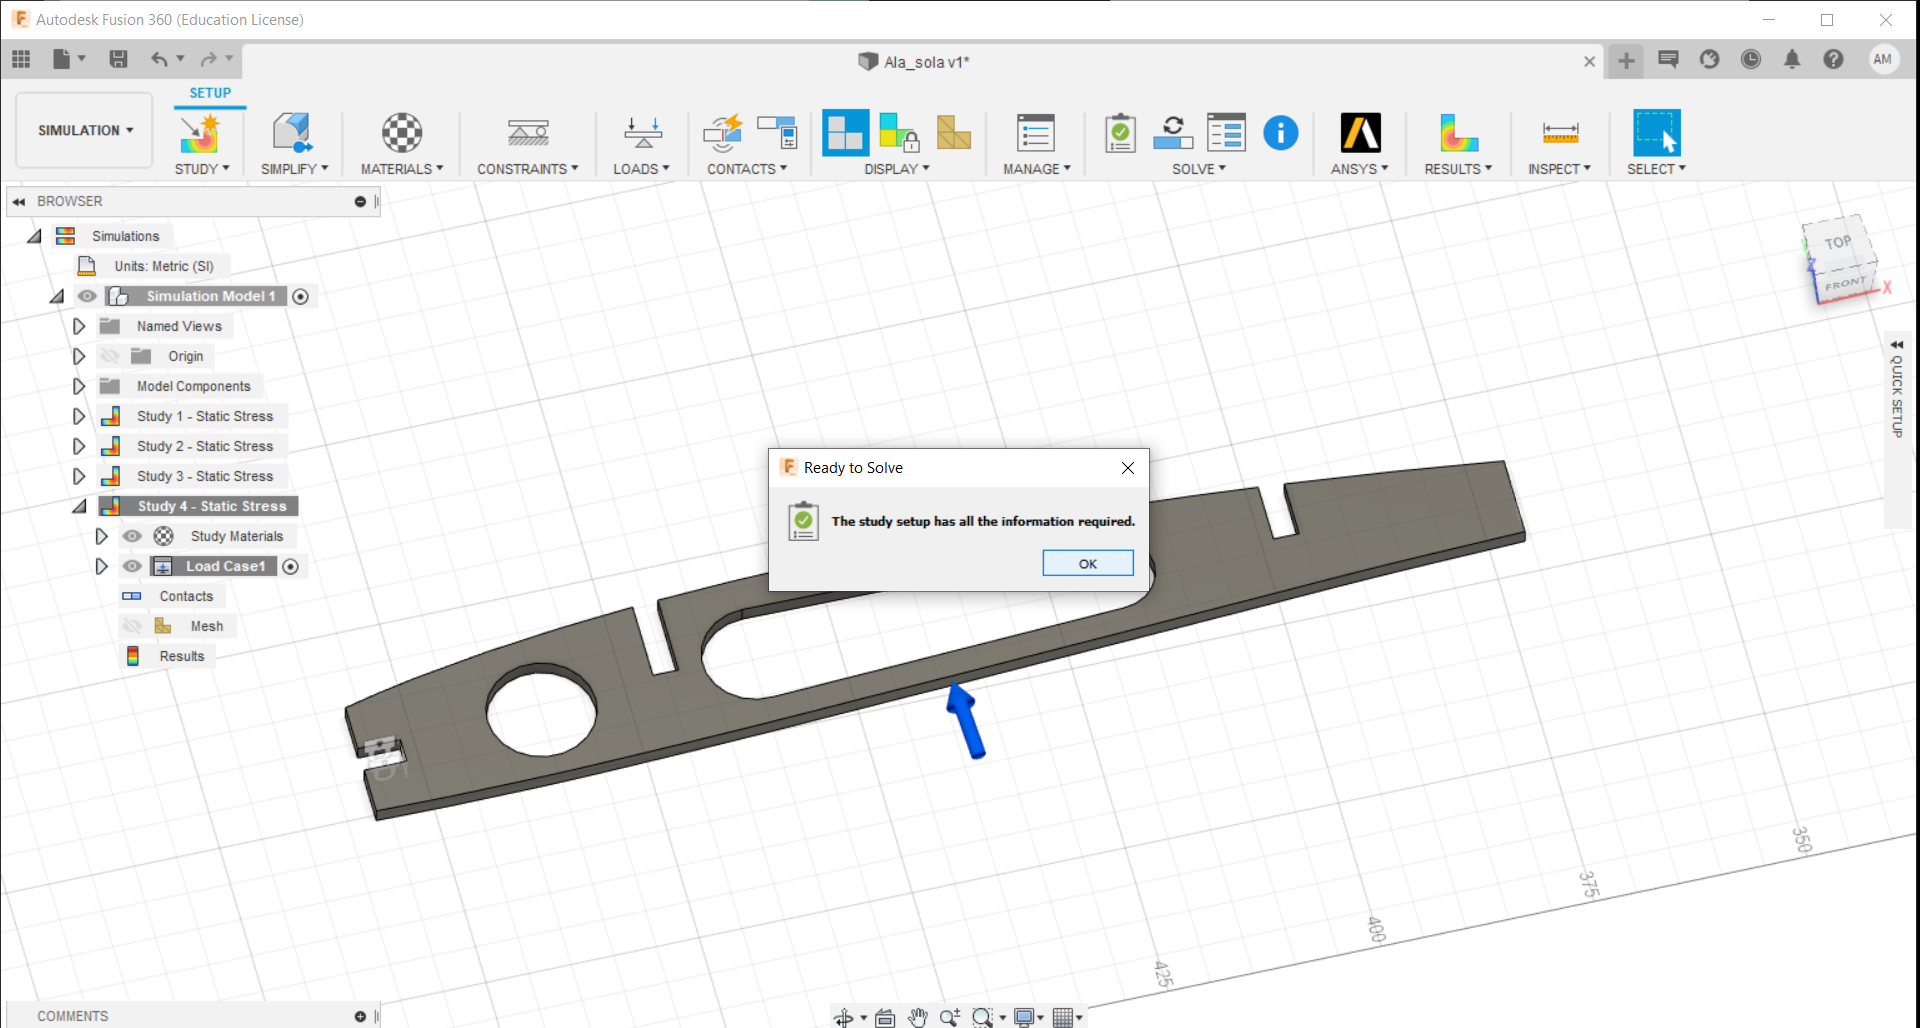 Autodesk Fusion 360 (Education License)
Ala_sola v1*
AM
SETUP
SIMULATION
STUDY
SIMPLIFY
MATERIALS
CONSTRAINTS
LOADS
CONTACTS
DISPLAY
MANAGE
SOLVE
ANSYS
RESULTS
INSPECT
SELECT
BROWSER
Simulations
Units: Metric (SI)
Simulation Model 1
Named Views
Origin
Model Components
Study 1 - Static Stress
Study 2 - Static Stress
Study 3 - Static Stress
Study 4 - Static Stress
Study Materials
Load Case1
Contacts
Mesh
Results
TOP
FRONT
X
Z
QUICK SETUP
Ready to Solve
The study setup has all the information required.
OK
350
375
400
425
COMMENTS